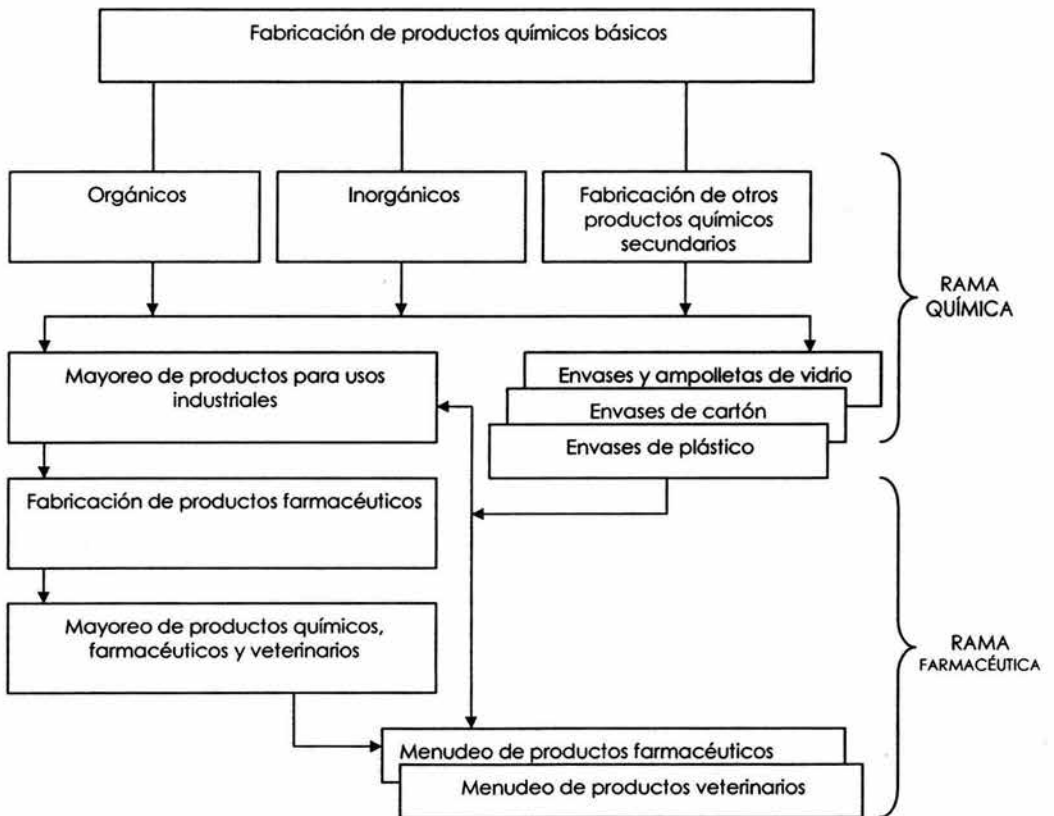 Fabricación de productos químicos básicos
Orgánicos
Inorgánicos
Fabricación de otros
productos químicos
secundarios
RAMA
QUÍMICA
Mayoreo de productos para usos
industriales
Envases y ampolletas de vidrio
Envases de cartón
Envases de plástico
Fabricación de productos farmacéuticos
Mayoreo de productos químicos,
farmacéuticos y veterinarios
RAMA
FARMACÉUTICA
Menudeo de productos farmacéuticos
Menudeo de productos veterinarios